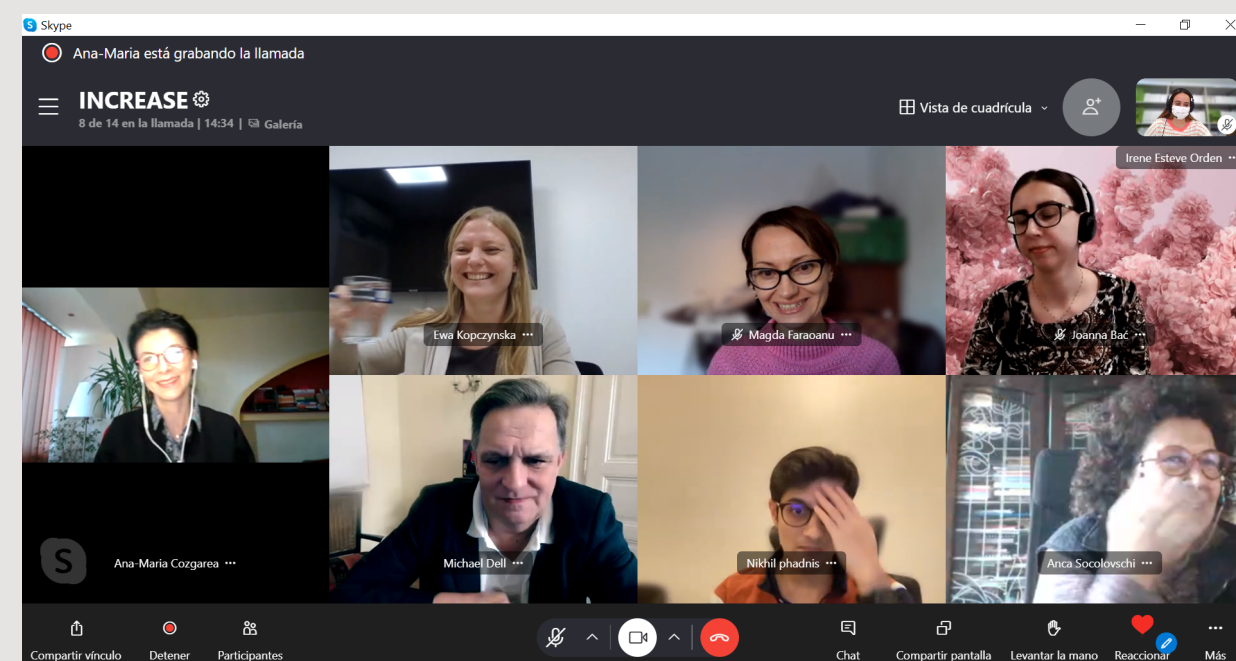 S Skype
Ana-Maria está grabando la llamada
INCREASE
8 de 14 en la llamada | 14:34 | Galería
Vista de cuadrícula
Irene Esteve Orden ...
Ewa Kopczynska ...
Magda Faraoanu ...
Joanna Bać ...
S
Ana-Maria Cozgarea ...
Michael Dell ...
Nikhil phadnis ...
Anca Socolovschi ...
Compartir vínculo
Detener
Participantes
Chat
Compartir pantalla
Levantar la mano
Reaccionar
Más